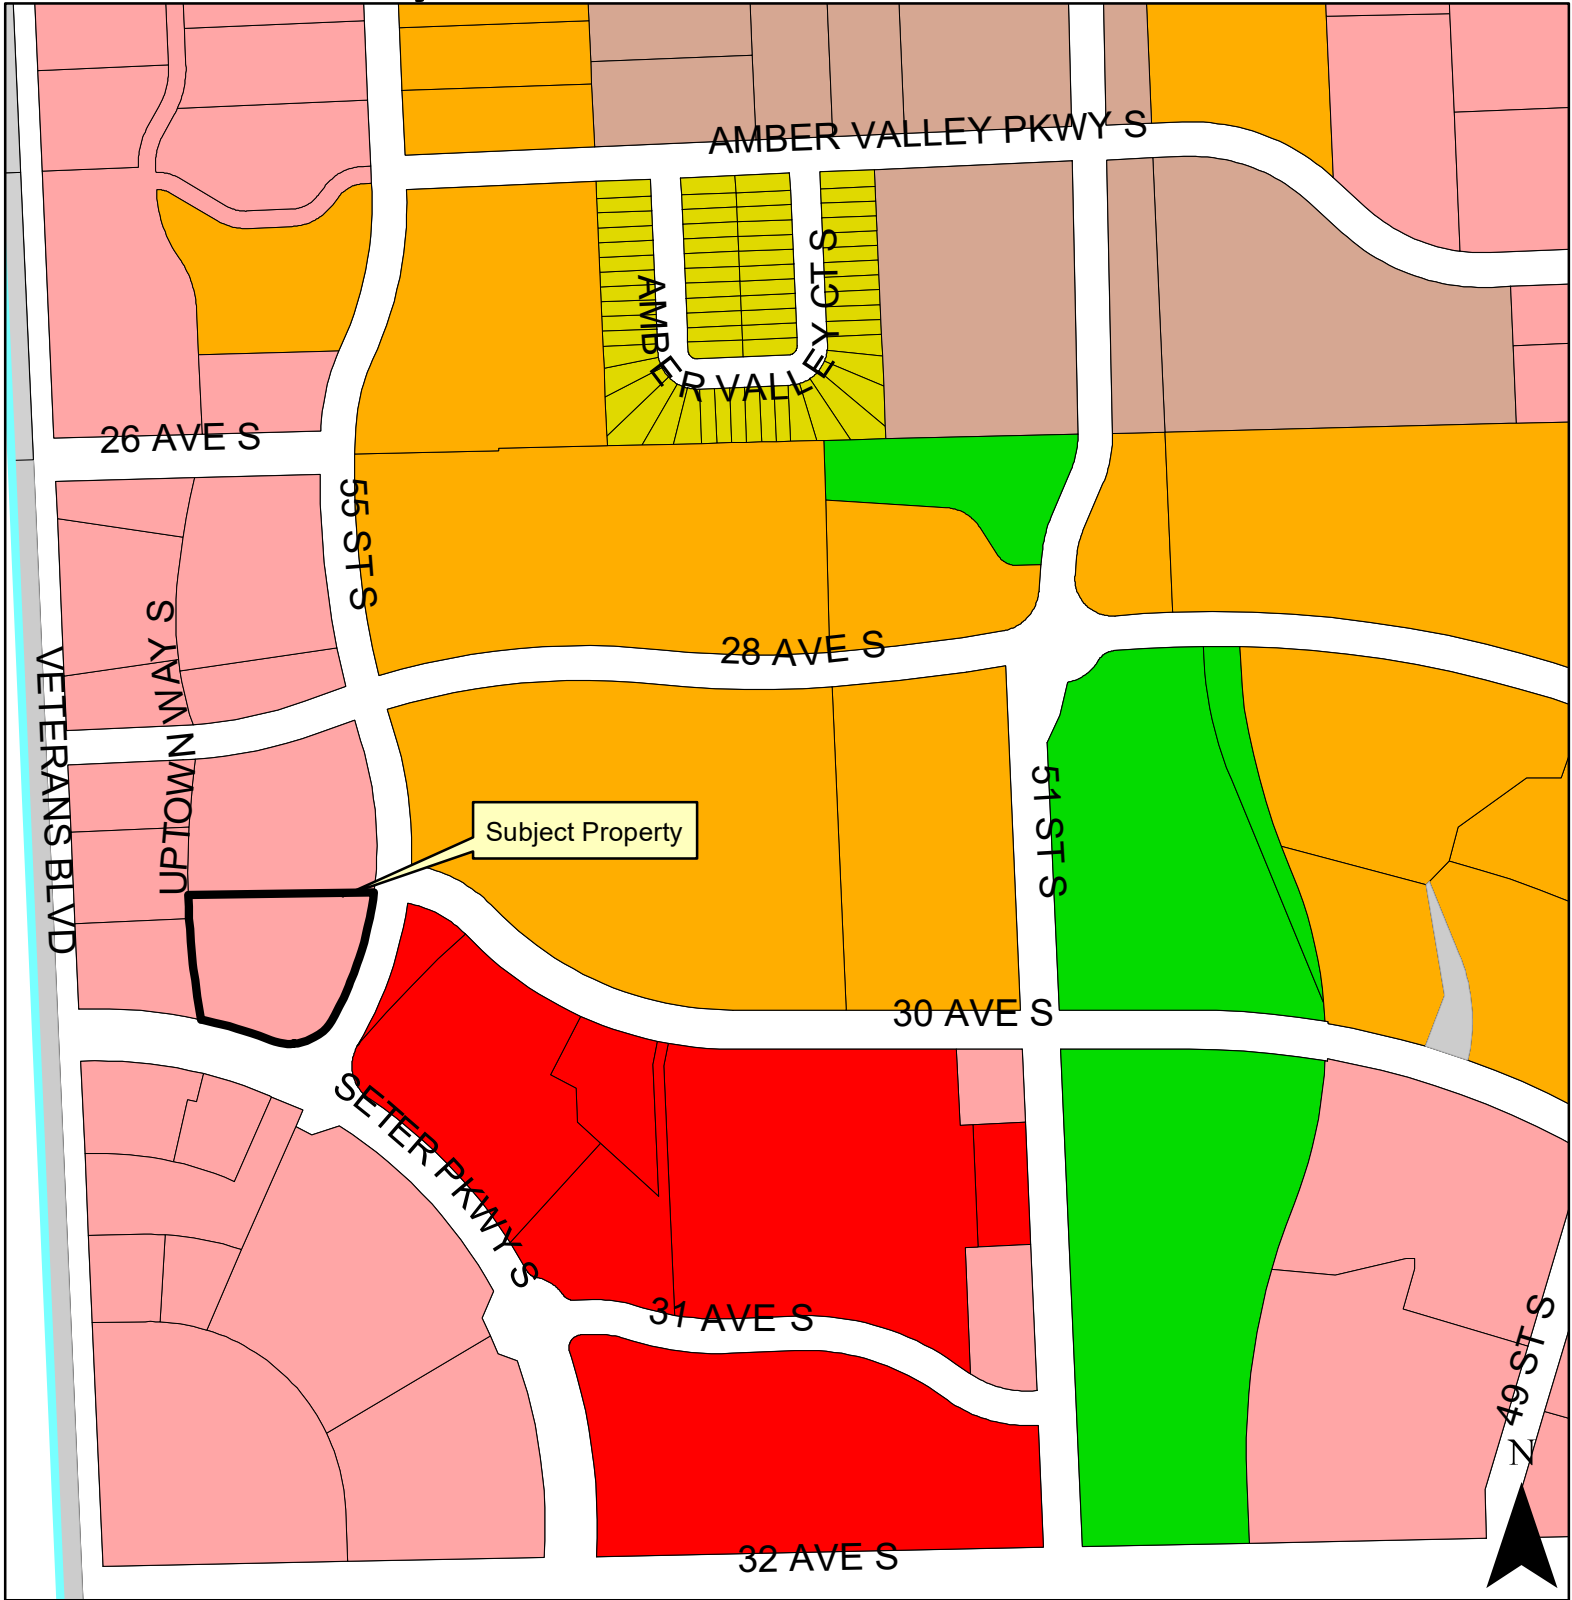 AMBER VALLEY PKWY S
AMBER VALLEY CT S
26 AVE S
55 ST S
UPTOWN WAY S
28 AVE S
VETERANS BLVD
51 ST S
Subject Property
30 AVE S
SETER PKWY S
31 AVE S
49 ST S
N
32 AVE S